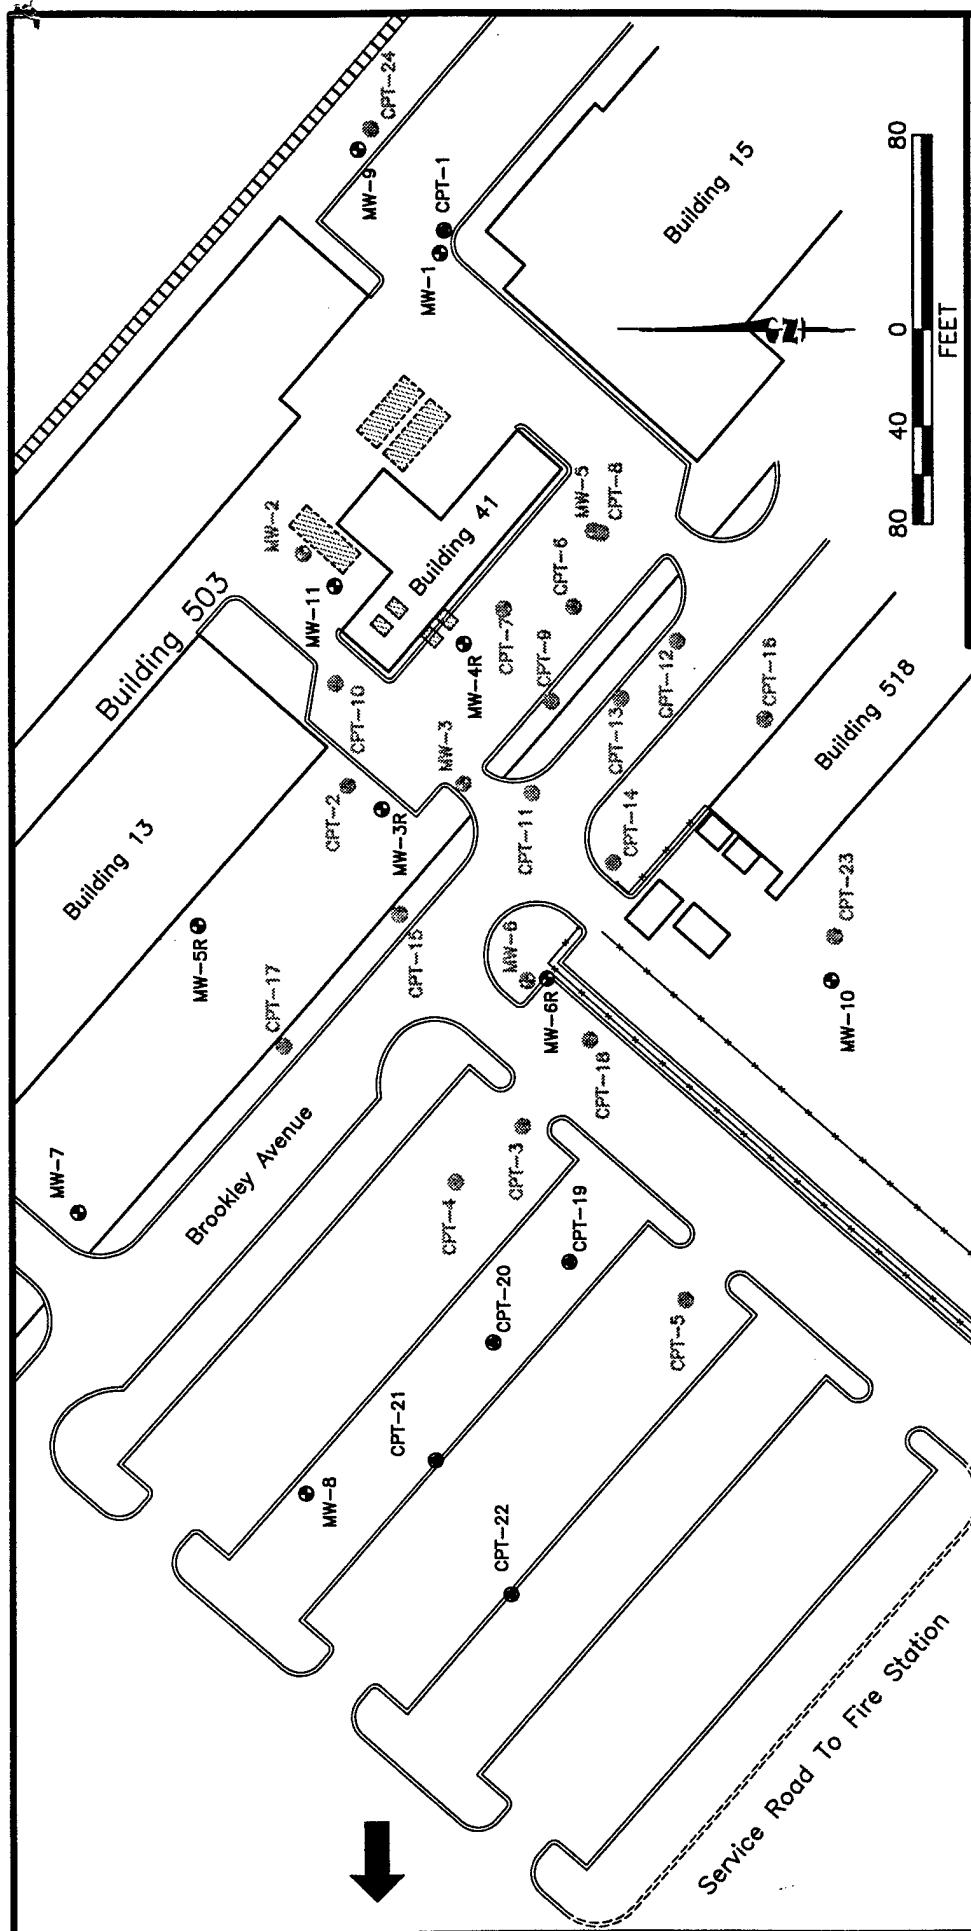 CPT-24
MW-9
CPT-1
MW-1
Building 15
80
0
40
80
FEET
N
MW-2
Building 503
MW-11
Building 41
MW-5
CPT-8
CPT-6
CPT-7
MW-4R
CPT-9
CPT-10
CPT-12
CPT-16
CPT-13
MW-3
Building 518
CPT-2
MW-3R
CPT-11
CPT-14
Building 13
CPT-23
MW-5R
CPT-15
MW-6
MW-10
MW-6R
CPT-17
CPT-18
CPT-3
MW-7
Brookley Avenue
CPT-4
CPT-19
CPT-20
CPT-5
CPT-21
MW-8
CPT-22
Service Road To Fire Station